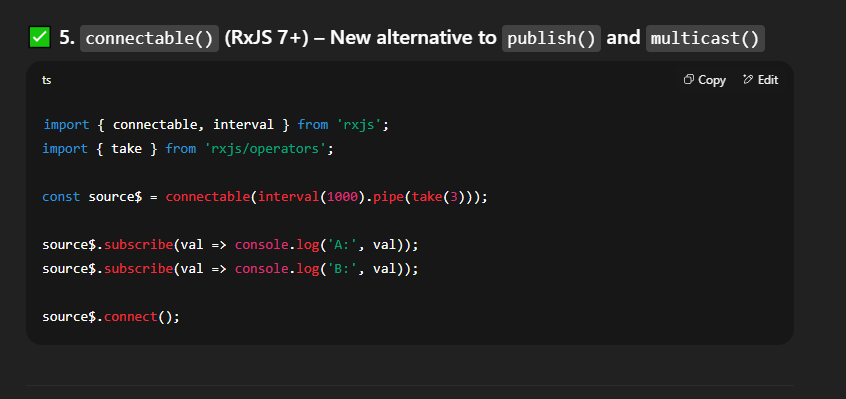 ✅ 5. connectable() (RxJS 7+) – New alternative to publish() and multicast()
ts Copy Edit
import { connectable, interval } from 'rxjs';
import { take } from 'rxjs/operators';
const source$ = connectable(interval(1000).pipe(take(3)));
source$.subscribe(val => console.log('A:', val));
source$.subscribe(val => console.log('B:', val));
source$.connect();